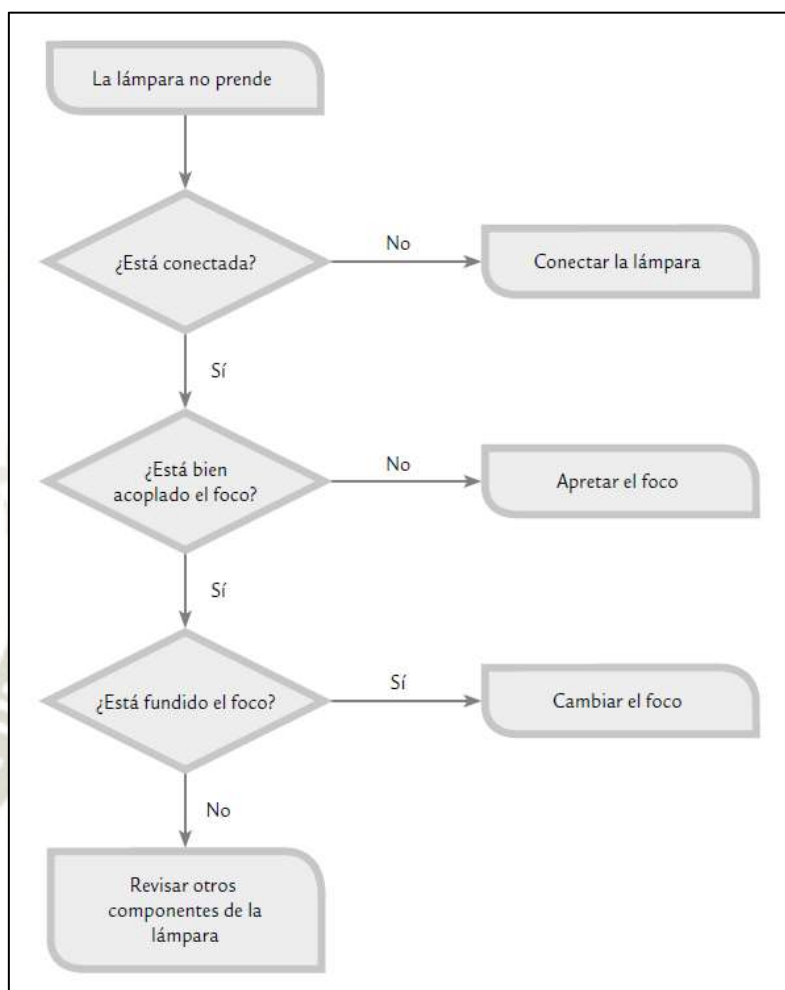 La lámpara no prende
¿Está conectada?
No
Conectar la lámpara
Sí
¿Está bien
acoplado el foco?
No
Apretar el foco
Sí
¿Está fundido el foco?
Sí
Cambiar el foco
No
Revisar otros
componentes de la
lámpara